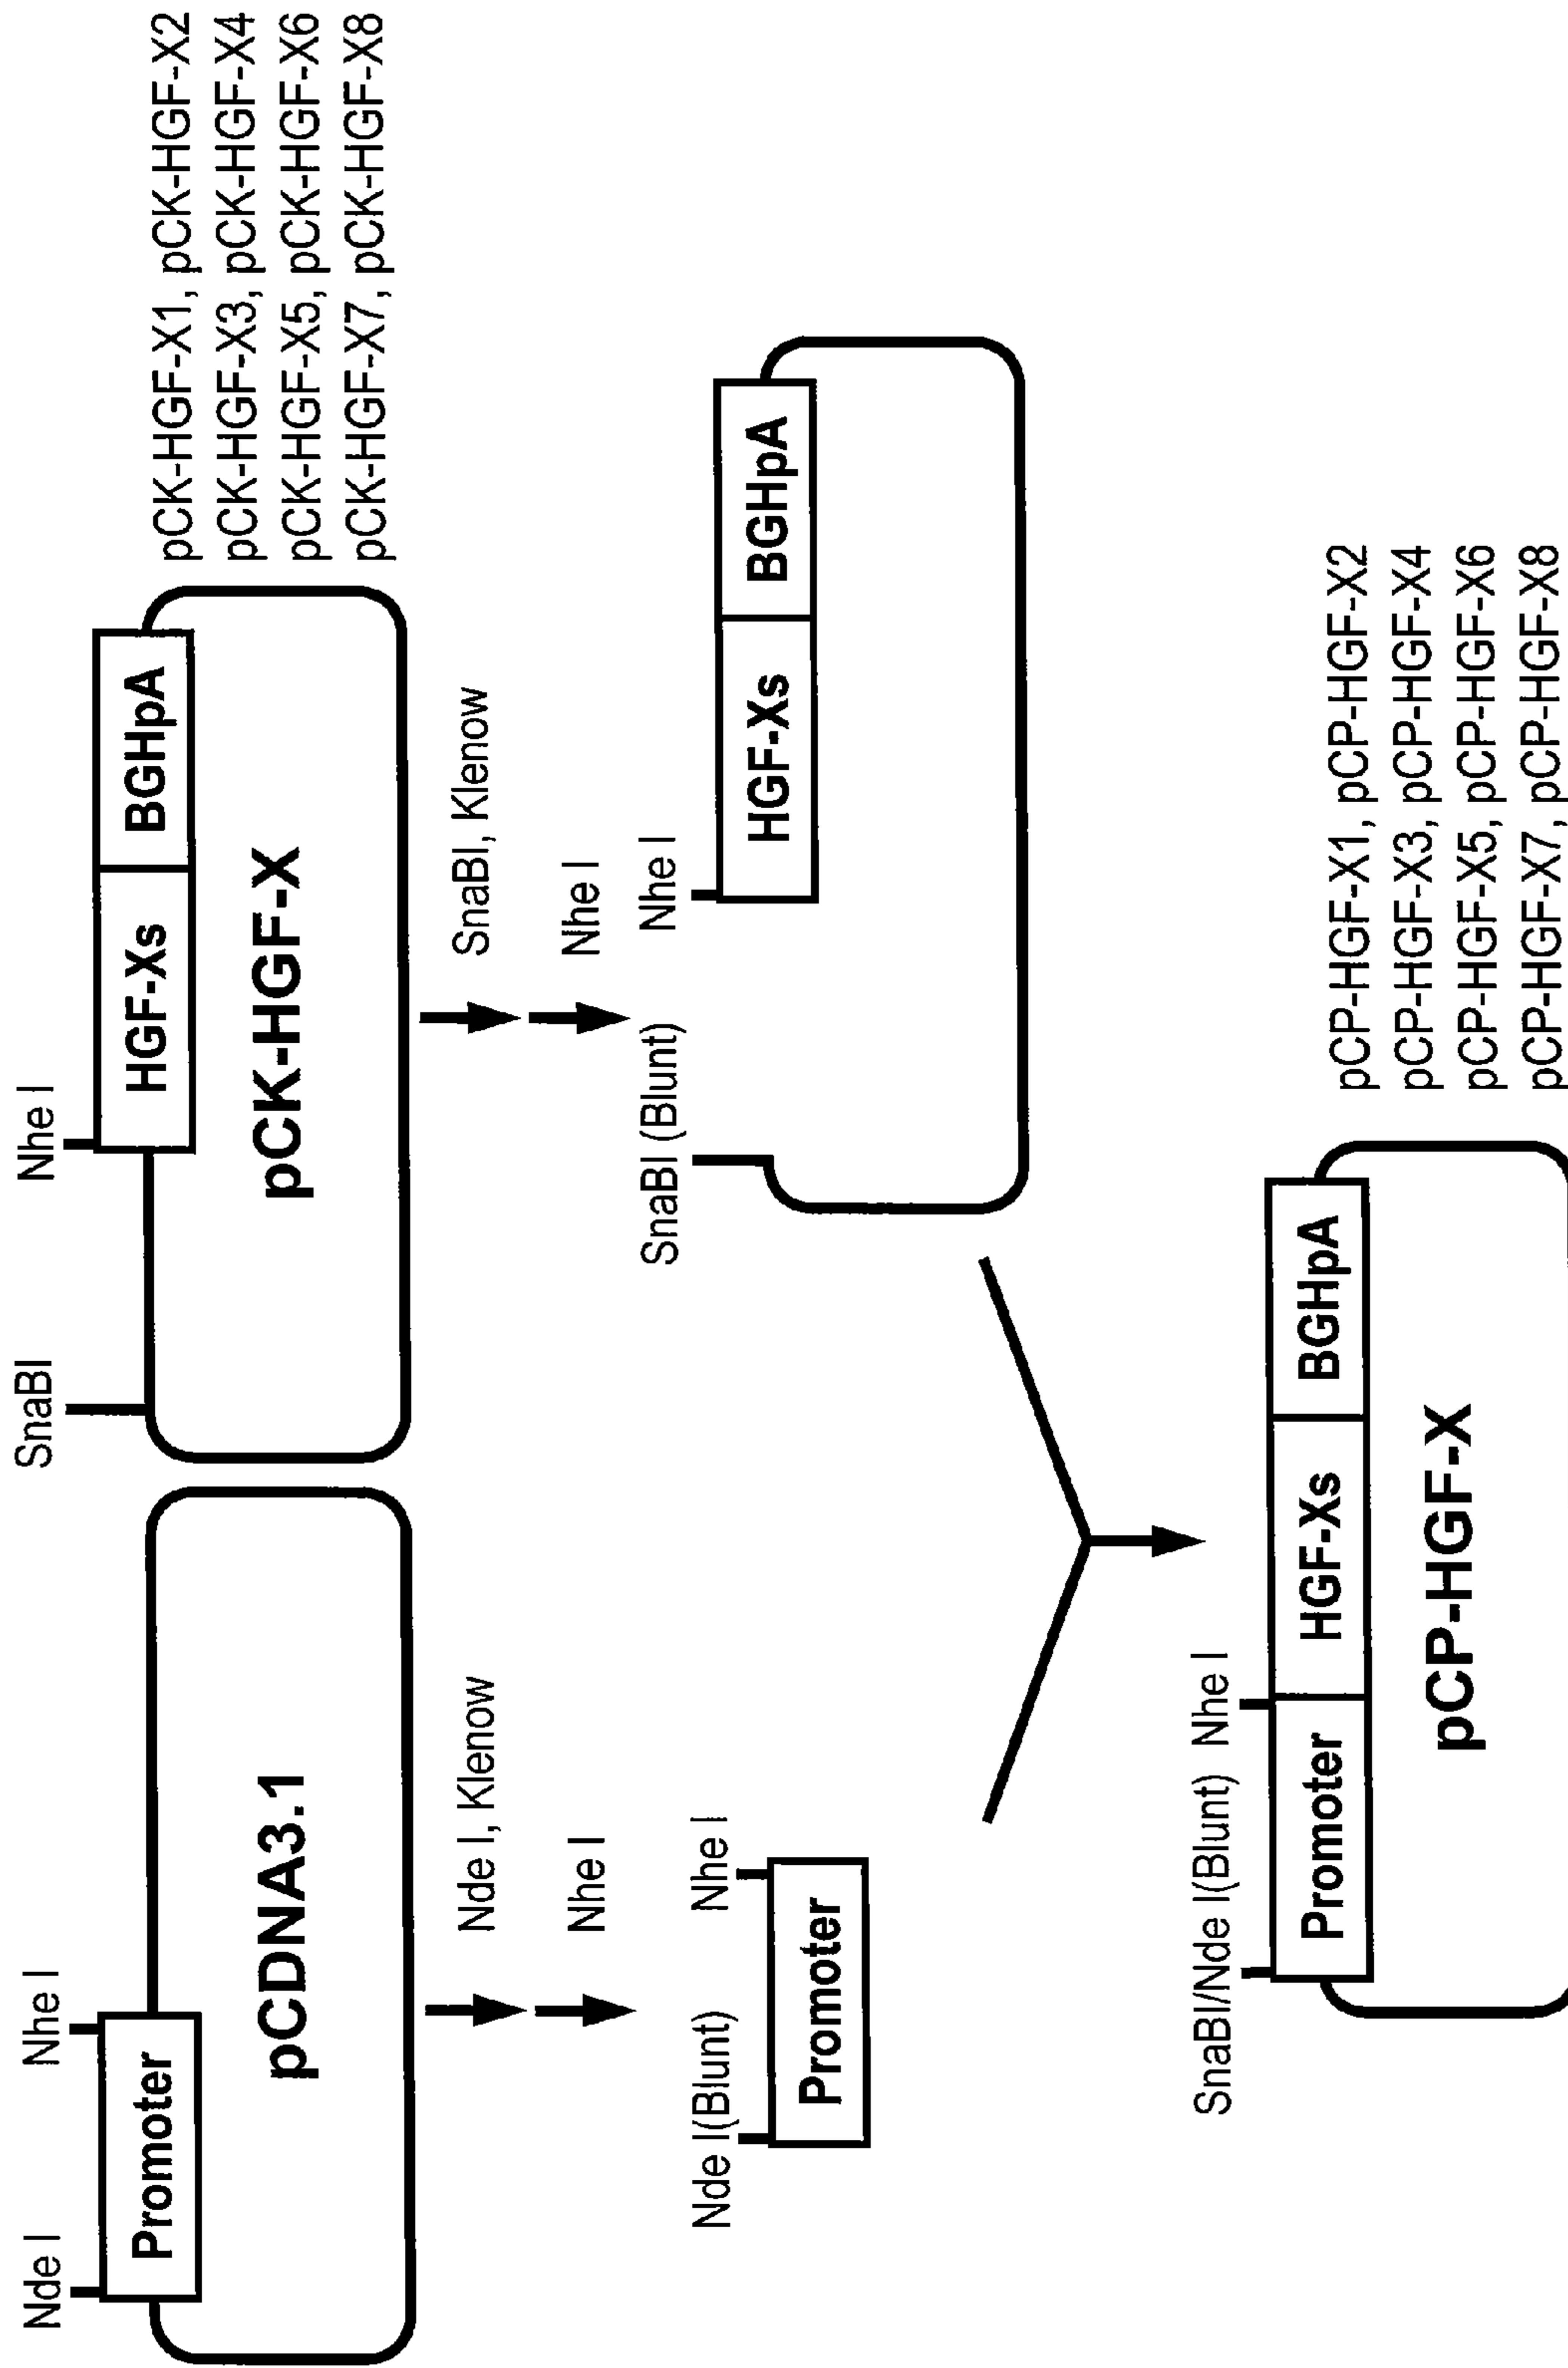 Nde I
Nhe I
Promoter
pCDNA3.1
Nde I, Klenow
Nhe I
Nde I(Blunt)
Nhe I
Promoter
SnaBI
Nhe I
HGF-Xs
BGHpA
pCK-HGF-X
pCK-HGF-X1, pCK-HGF-X2
pCK-HGF-X3, pCK-HGF-X4
pCK-HGF-X5, pCK-HGF-X6
pCK-HGF-X7, pCK-HGF-X8
SnaBI, Klenow
Nhe I
SnaBI (Blunt)
Nhe I
HGF-Xs
BGHpA
SnaBI/Nde I(Blunt)
Nhe I
Promoter
HGF-Xs
BGHpA
pCP-HGF-X
pCP-HGF-X1, pCP-HGF-X2
pCP-HGF-X3, pCP-HGF-X4
pCP-HGF-X5, pCP-HGF-X6
pCP-HGF-X7, pCP-HGF-X8